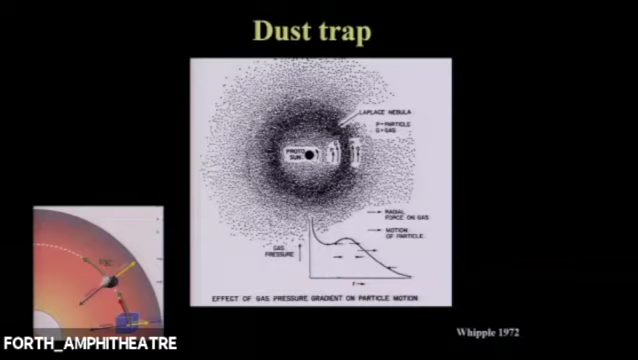 Dust trap
LAPLACE NEBULA
P=PARTICLE
G=GAS
PROTO
SUN
RADIAL
FORCE ON GAS
MOTION
OF PARTICLE
GAS
PRESSURE
r
EFFECT OF GAS PRESSURE GRADIENT ON PARTICLE MOTION
Whipple 1972
FORTH_AMPHITHEATRE